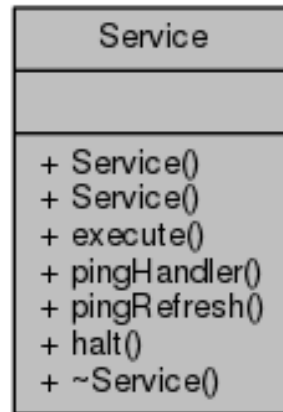 Service
+ Service()
+ Service()
+ execute()
+ pingHandler()
+ pingRefresh()
+ halt()
+ ~Service()